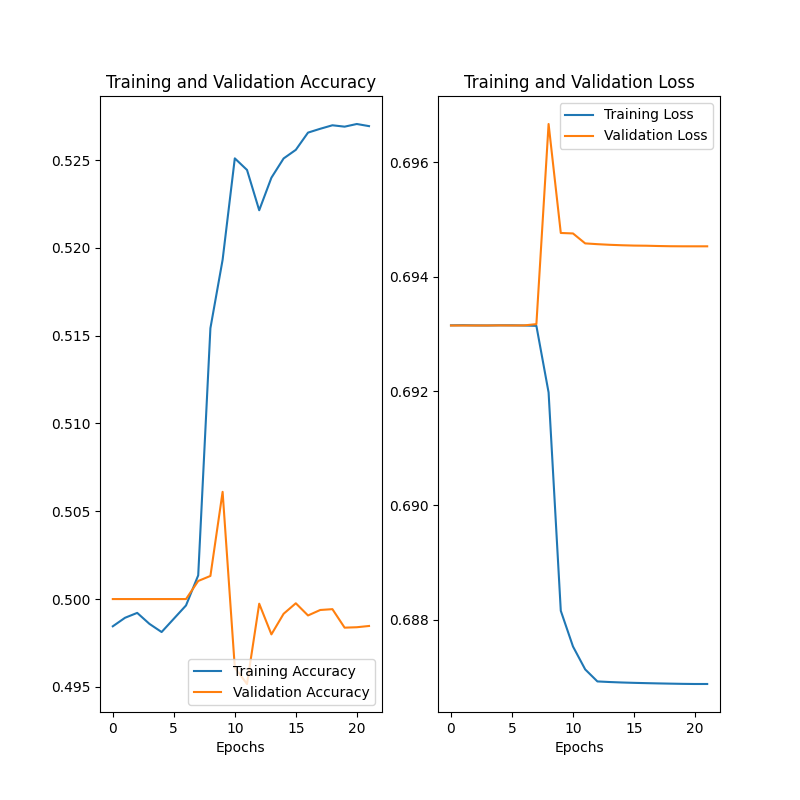 Training and Validation Accuracy
0.525
0.520
0.515
0.510
0.505
0.500
0.495
0 5 10 15 20
Epochs
Training Accuracy
Validation Accuracy
Training and Validation Loss
0.696
0.694
0.692
0.690
0.688
0 5 10 15 20
Epochs
Training Loss
Validation Loss